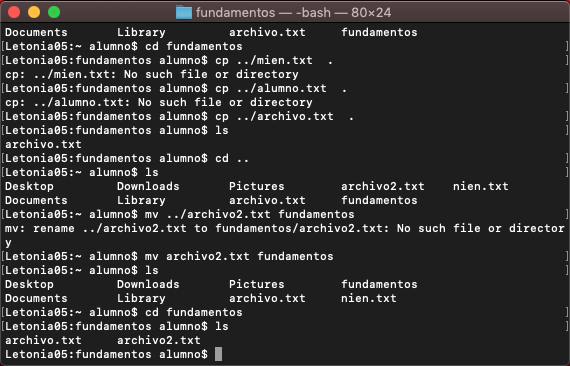 fundamentos — -bash — 80×24
Documents Library archivo.txt fundamentos
[Letonia05:~ alumno$ cd fundamentos ]
[Letonia05:fundamentos alumno$ cp ../mien.txt . ]
cp: ../mien.txt: No such file or directory
[Letonia05:fundamentos alumno$ cp ../alumno.txt . ]
cp: ../alumno.txt: No such file or directory
[Letonia05:fundamentos alumno$ cp ../archivo.txt . ]
[Letonia05:fundamentos alumno$ ls ]
archivo.txt
[Letonia05:fundamentos alumno$ cd .. ]
[Letonia05:~ alumno$ ls ]
Desktop Downloads Pictures archivo2.txt nien.txt
Documents Library archivo.txt fundamentos
[Letonia05:~ alumno$ mv ../archivo2.txt fundamentos ]
mv: rename ../archivo2.txt to fundamentos/archivo2.txt: No such file or director
y
[Letonia05:~ alumno$ mv archivo2.txt fundamentos ]
[Letonia05:~ alumno$ ls ]
Desktop Downloads Pictures fundamentos
Documents Library archivo.txt nien.txt
[Letonia05:~ alumno$ cd fundamentos ]
[Letonia05:fundamentos alumno$ ls ]
archivo.txt archivo2.txt
Letonia05:fundamentos alumno$